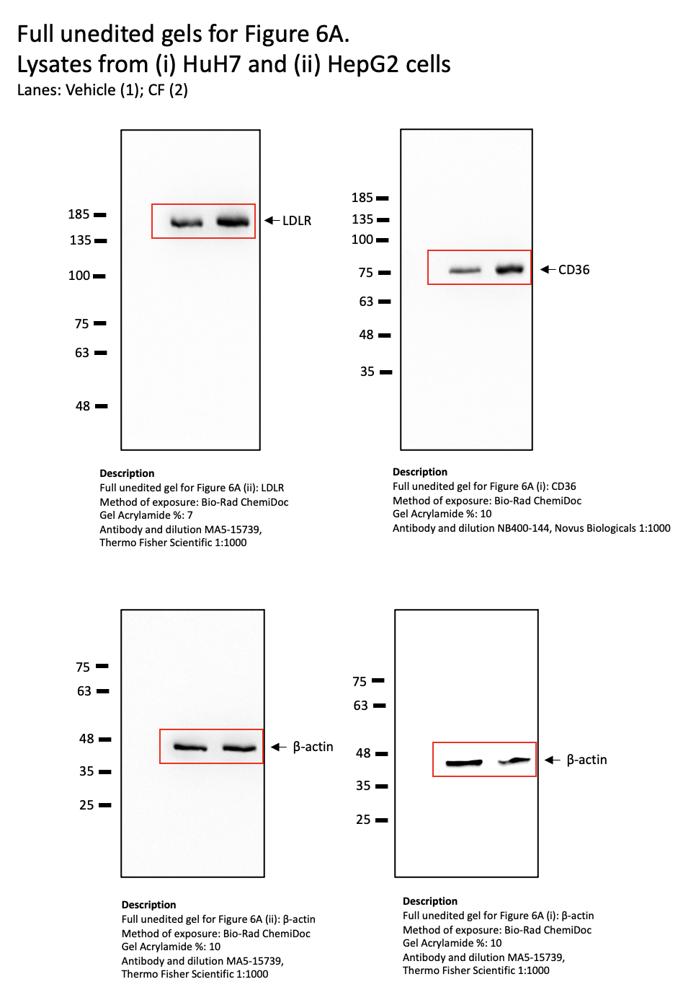 Full unedited gels for Figure 6A.
Lysates from (i) HuH7 and (ii) HepG2 cells
Lanes: Vehicle (1); CF (2)
185
135
100
75
63
48
LDLR
Description
Full unedited gel for Figure 6A (ii): LDLR
Method of exposure: Bio-Rad ChemiDoc
Gel Acrylamide %: 7
Antibody and dilution MA5-15739,
Thermo Fisher Scientific 1:1000
185
135
100
75
63
48
35
CD36
Description
Full unedited gel for Figure 6A (i): CD36
Method of exposure: Bio-Rad ChemiDoc
Gel Acrylamide %: 10
Antibody and dilution NB400-144, Novus Biologicals 1:1000
75
63
48
35
25
β-actin
Description
Full unedited gel for Figure 6A (ii): β-actin
Method of exposure: Bio-Rad ChemiDoc
Gel Acrylamide %: 10
Antibody and dilution MA5-15739,
Thermo Fisher Scientific 1:1000
75
63
48
35
25
β-actin
Description
Full unedited gel for Figure 6A (i): β-actin
Method of exposure: Bio-Rad ChemiDoc
Gel Acrylamide %: 10
Antibody and dilution MA5-15739,
Thermo Fisher Scientific 1:1000